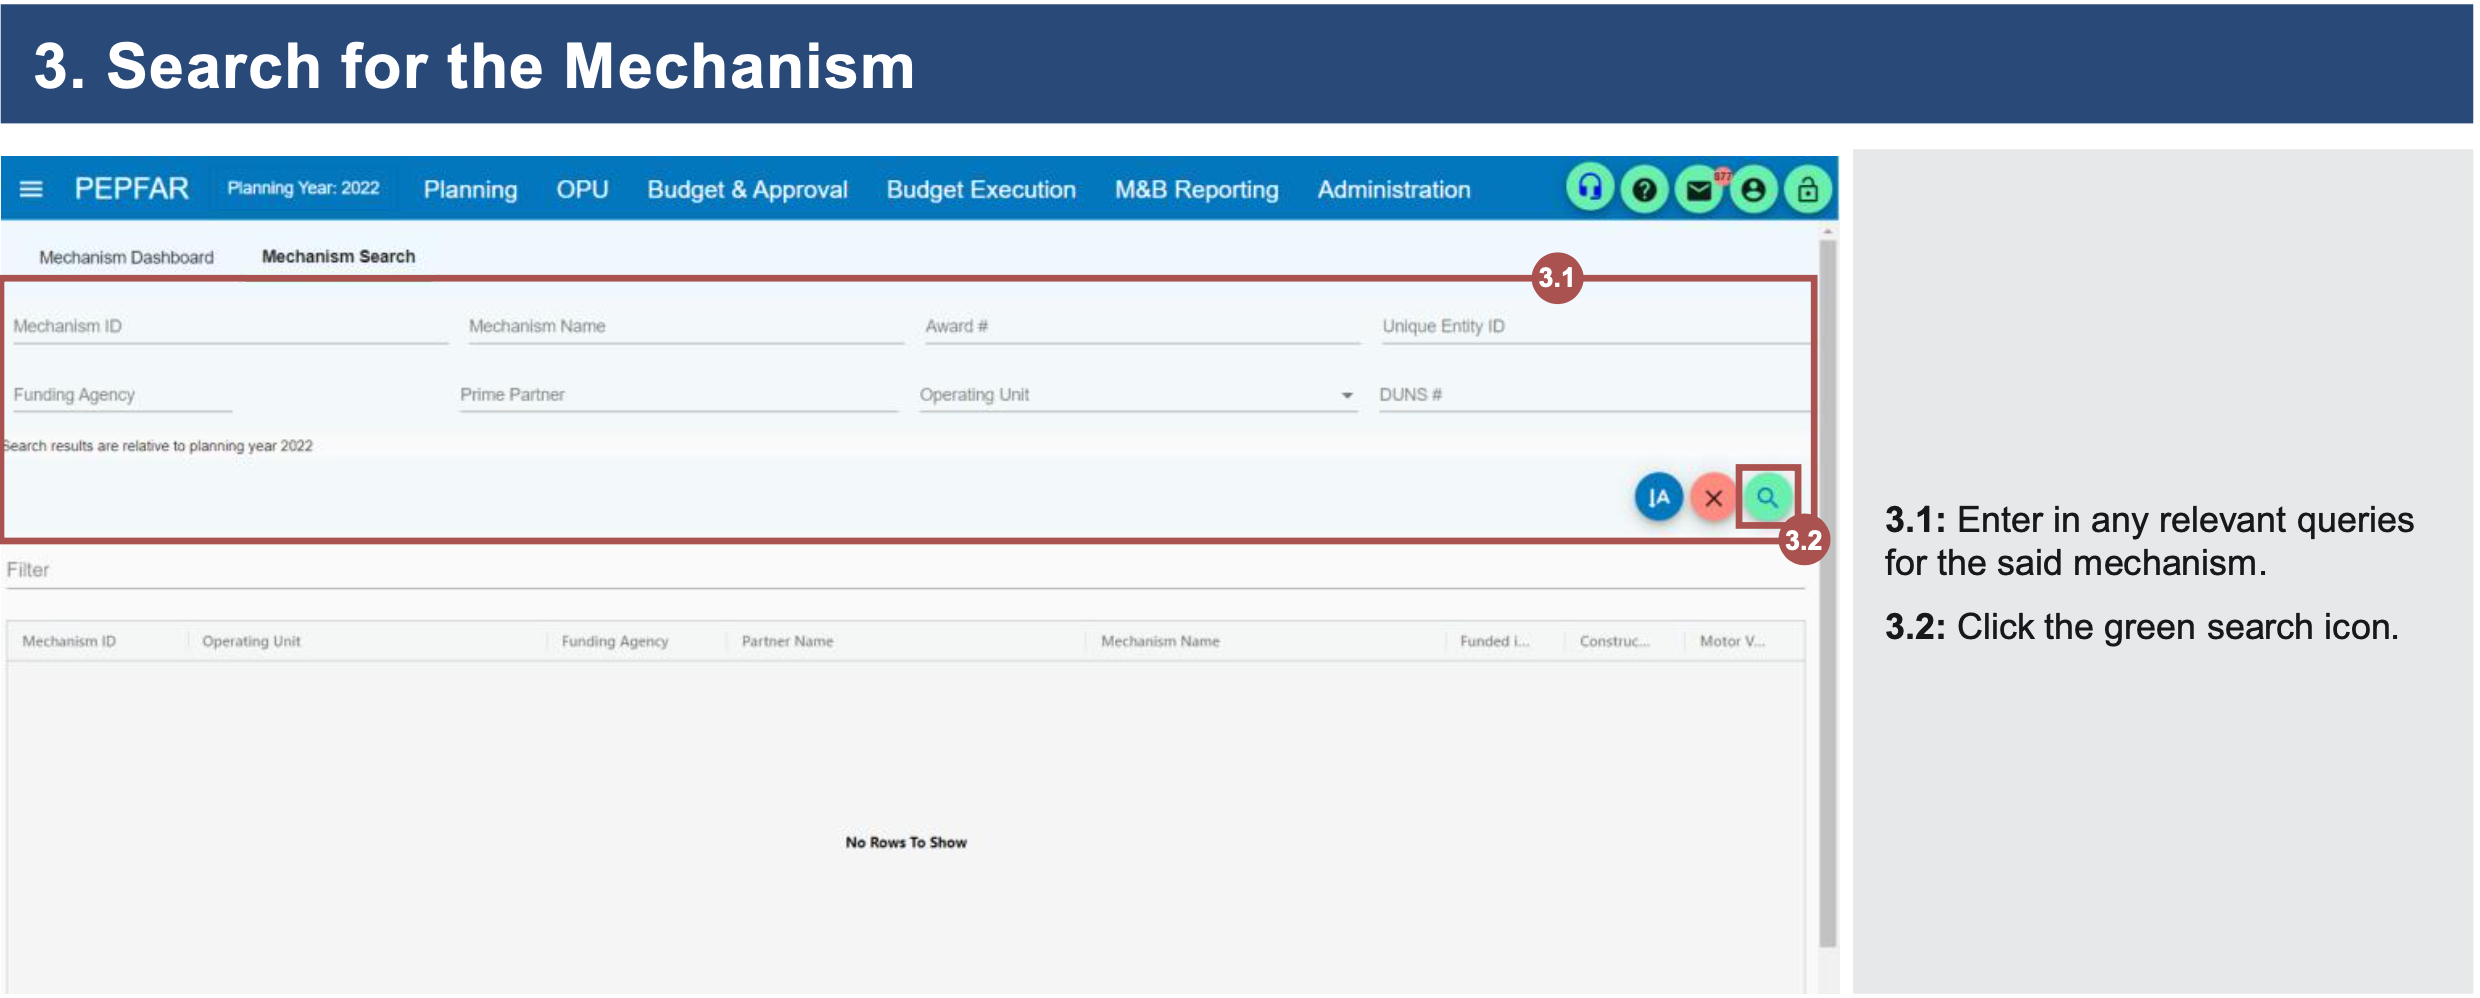 3. Search for the Mechanism
PEPFAR Planning Year: 2022 Planning OPU Budget & Approval Budget Execution M&B Reporting Administration 877
Mechanism Dashboard Mechanism Search
3.1
Mechanism ID Mechanism Name Award # Unique Entity ID
Funding Agency Prime Partner Operating Unit DUNS #
Search results are relative to planning year 2022
A
3.2
Filter
Mechanism ID Operating Unit Funding Agency Partner Name Mechanism Name Funded i... Construc... Motor V...
No Rows To Show
3.1: Enter in any relevant queries
for the said mechanism.
3.2: Click the green search icon.